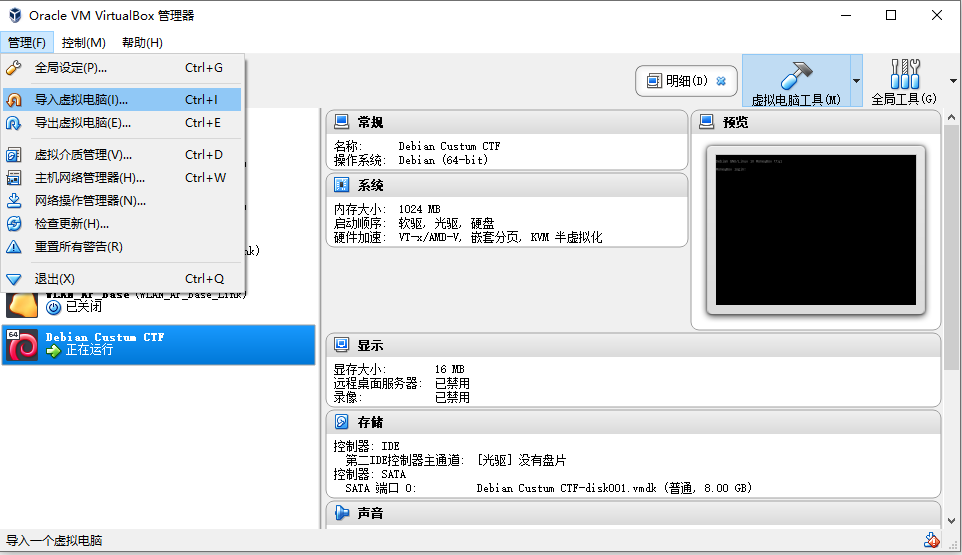 Oracle VM VirtualBox 管理器
管理(F) 控制(M) 帮助(H)
全局设定(P)... Ctrl+G
导入虚拟电脑(I)... Ctrl+I
导出虚拟电脑(E)... Ctrl+E
虚拟介质管理(V)... Ctrl+D
主机网络管理器(H)... Ctrl+W
网络操作管理器(N)...
检查更新(H)...
重置所有警告(R)
退出(X) Ctrl+Q
WLAN_AP_Base (WLAN_AP_Base_Link)
已关闭
64
Debian Custum CTF
正在运行
明细(D)
虚拟电脑工具(M)
全局工具(G)
常规
名称: Debian Custum CTF
操作系统: Debian (64-bit)
系统
内存大小: 1024 MB
启动顺序: 软驱, 光驱, 硬盘
硬件加速: VT-x/AMD-V, 嵌套分页, KVM 半虚拟化
预览
显示
显存大小: 16 MB
远程桌面服务器: 已禁用
录像: 已禁用
存储
控制器: IDE
第二IDE控制器主通道: [光驱] 没有盘片
控制器: SATA
SATA 端口 0: Debian Custum CTF-disk001.vmdk (普通, 8.00 GB)
声音
导入一个虚拟电脑